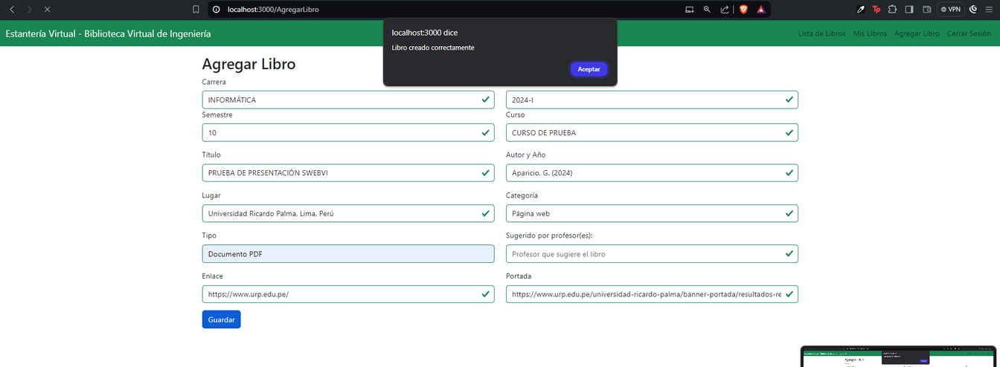 localhost:3000/AgregarLibro
VPN
Estantería Virtual - Biblioteca Virtual de Ingeniería
Lista de Libros Mis Libros Agregar Libro Cerrar Sesión
localhost:3000 dice
Libro creado correctamente
Aceptar
Agregar Libro
Carrera
INFORMÁTICA
2024-I
Semestre
Curso
10
CURSO DE PRUEBA
Título
Autor y Año
PRUEBA DE PRESENTACIÓN SWEBVI
Aparicio, G. (2024)
Lugar
Categoría
Universidad Ricardo Palma, Lima, Perú
Página web
Tipo
Sugerido por profesor(es):
Documento PDF
Profesor que sugiere el libro
Enlace
Portada
https://www.urp.edu.pe/
https://www.urp.edu.pe/universidad-ricardo-palma/banner-portada/resultados-re
Guardar